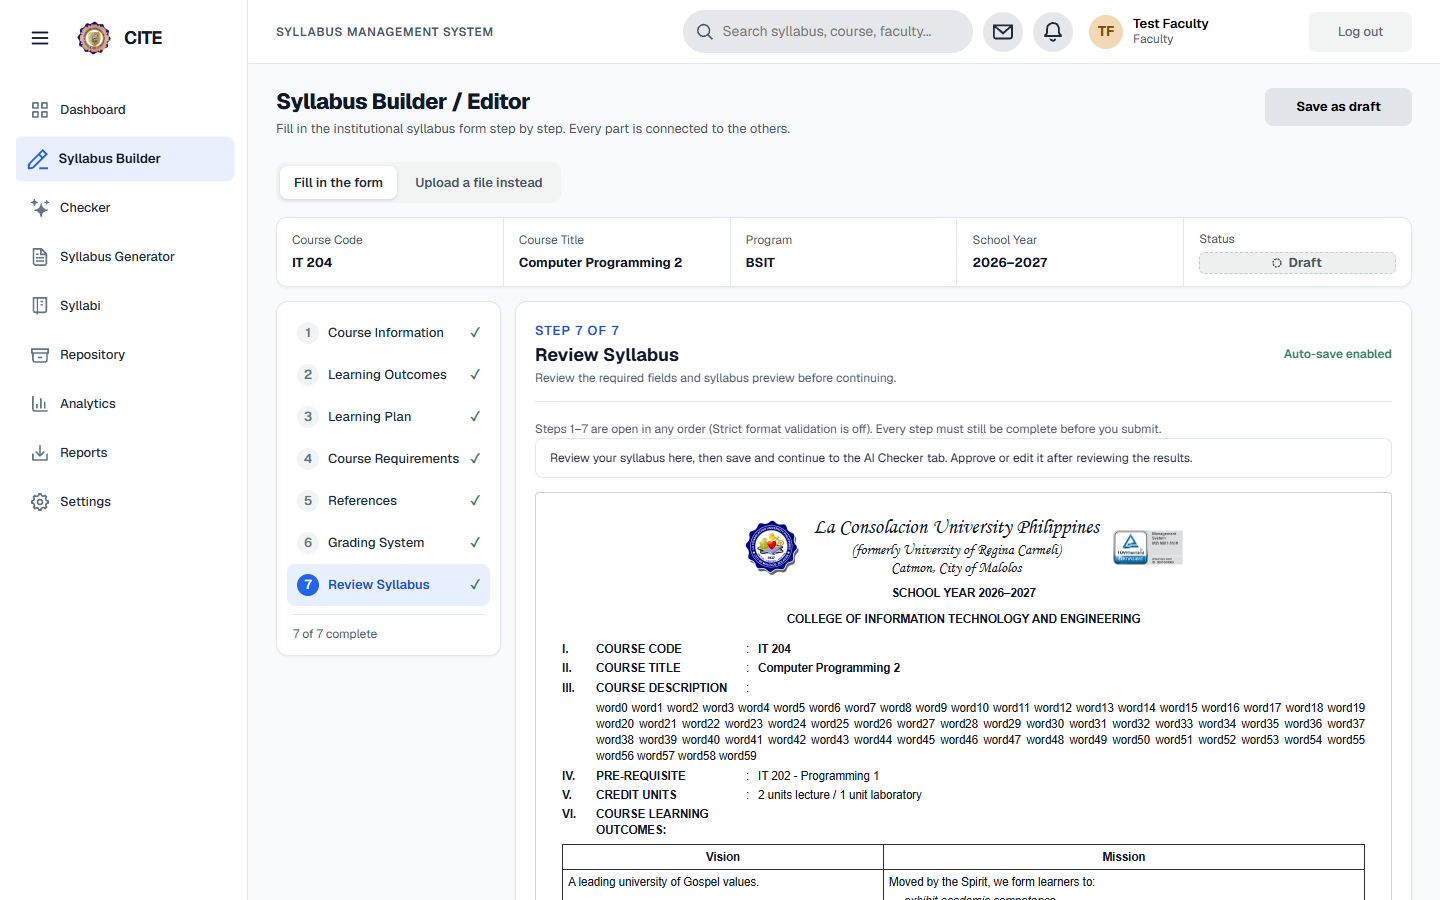 CITE
SYLLABUS MANAGEMENT SYSTEM
Search syllabus, course, faculty...
TF
Test Faculty
Faculty
Log out
Dashboard
Syllabus Builder
Checker
Syllabus Generator
Syllabi
Repository
Analytics
Reports
Settings
Syllabus Builder / Editor
Fill in the institutional syllabus form step by step. Every part is connected to the others.
Save as draft
Fill in the form
Upload a file instead
Course Code
IT 204
Course Title
Computer Programming 2
Program
BSIT
School Year
2026–2027
Status
Draft
1 Course Information ✓
2 Learning Outcomes ✓
3 Learning Plan ✓
4 Course Requirements ✓
5 References ✓
6 Grading System ✓
7 Review Syllabus ✓
7 of 7 complete
STEP 7 OF 7
Review Syllabus
Auto-save enabled
Review the required fields and syllabus preview before continuing.
Steps 1–7 are open in any order (Strict format validation is off). Every step must still be complete before you submit.
Review your syllabus here, then save and continue to the AI Checker tab. Approve or edit it after reviewing the results.
La Consolacion University Philippines
(formerly University of Regina Carmeli)
Catmon, City of Malolos
Management
System
SCHOOL YEAR 2026–2027
COLLEGE OF INFORMATION TECHNOLOGY AND ENGINEERING
I. COURSE CODE : IT 204
II. COURSE TITLE : Computer Programming 2
III. COURSE DESCRIPTION :
word0 word1 word2 word3 word4 word5 word6 word7 word8 word9 word10 word11 word12 word13 word14 word15 word16 word17 word18 word19
word20 word21 word22 word23 word24 word25 word26 word27 word28 word29 word30 word31 word32 word33 word34 word35 word36 word37
word38 word39 word40 word41 word42 word43 word44 word45 word46 word47 word48 word49 word50 word51 word52 word53 word54 word55
word56 word57 word58 word59
IV. PRE-REQUISITE : IT 202 - Programming 1
V. CREDIT UNITS : 2 units lecture / 1 unit laboratory
VI. COURSE LEARNING
OUTCOMES:
Vision
Mission
A leading university of Gospel values.
Moved by the Spirit, we form learners to:
exhibit academic competence